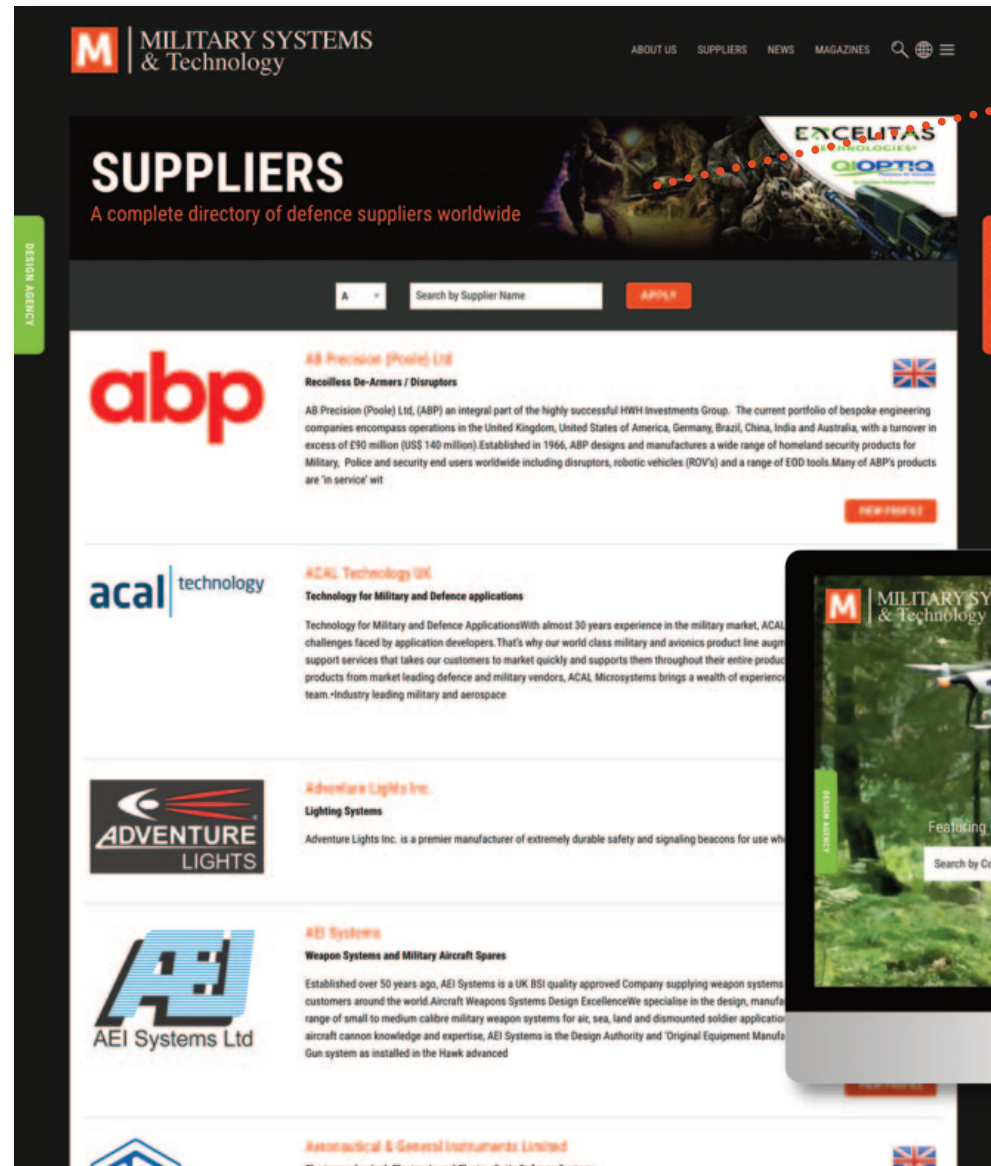 M MILITARY SYSTEMS
& Technology
ABOUT US SUPPLIERS NEWS MAGAZINES
SUPPLIERS
A complete directory of defence suppliers worldwide
EXCELITAS
TECHNOLOGIES
QIOPTIQ
DESIGN AGENCY
A
Search by Supplier Name
APPLY
abp
AB Precision (Poole) Ltd
Recoilless De-Armers / Disruptors
AB Precision (Poole) Ltd, (ABP) an integral part of the highly successful HWH Investments Group. The current portfolio of bespoke engineering
companies encompass operations in the United Kingdom, United States of America, Germany, Brazil, China, India and Australia, with a turnover in
excess of £90 million (US$ 140 million).Established in 1966, ABP designs and manufactures a wide range of homeland security products for
Military, Police and security end users worldwide including disruptors, robotic vehicles (ROV's) and a range of EOD tools.Many of ABP's products
are 'in service' wit
VIEW PROFILE
acal technology
ACAL Technology UK
Technology for Military and Defence applications
Technology for Military and Defence ApplicationsWith almost 30 years experience in the military market, ACAL
challenges faced by application developers.That's why our world class military and avionics product line augm
support services that takes our customers to market quickly and supports them throughout their entire produc
products from market leading defence and military vendors, ACAL Microsystems brings a wealth of experience
team.•Industry leading military and aerospace
ADVENTURE
LIGHTS
Adventure Lights Inc.
Lighting Systems
Adventure Lights Inc. is a premier manufacturer of extremely durable safety and signaling beacons for use whe
AEI
AEI Systems Ltd
AEI Systems
Weapon Systems and Military Aircraft Spares
Established over 50 years ago, AEI Systems is a UK BSI quality approved Company supplying weapon systems
customers around the world.Aircraft Weapons Systems Design ExcellenceWe specialise in the design, manufa
range of small to medium calibre military weapon systems for air, sea, land and dismounted soldier application
aircraft cannon knowledge and expertise, AEI Systems is the Design Authority and 'Original Equipment Manufa
Gun system as installed in the Hawk advanced
VIEW PROFILE
Aeronautical & General Instruments Limited
M MILITARY SY
& Technology
DESIGN AGENCY
Featuring
Search by Co